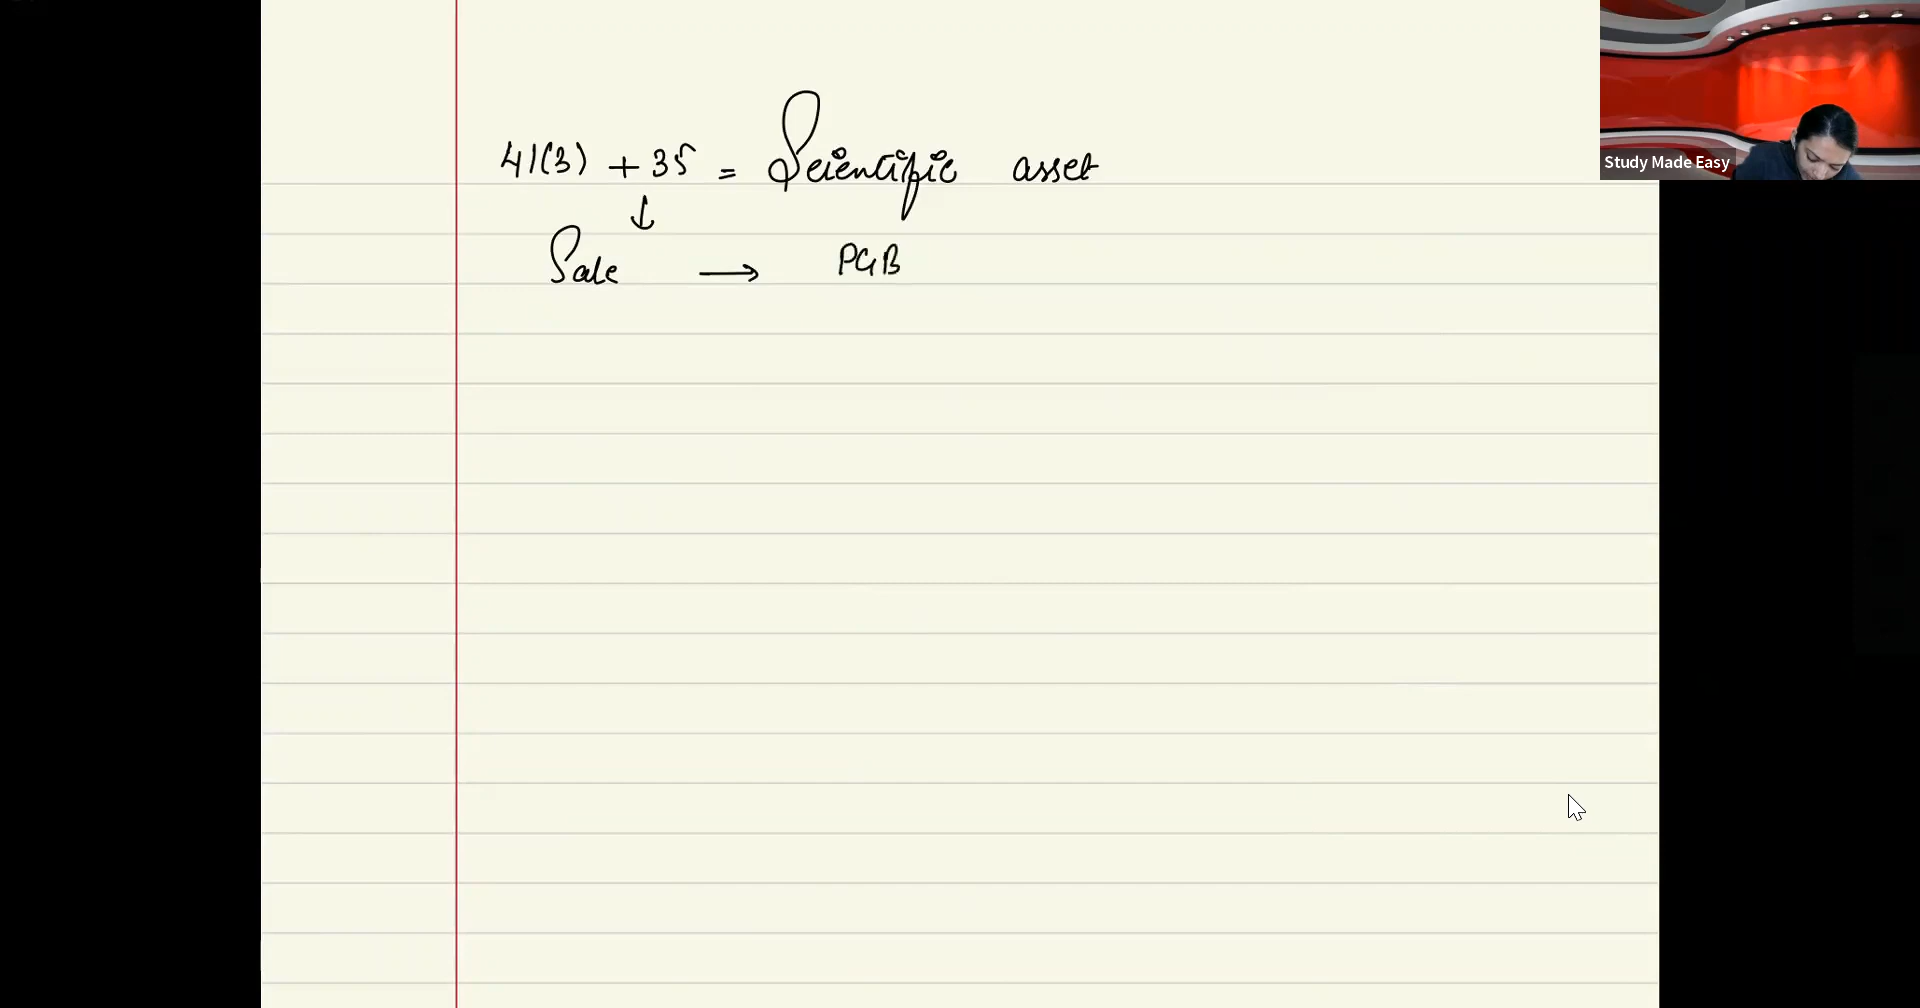 41(3) + 35 = Scientific asset
↓
Sale → PGB
Study Made Easy